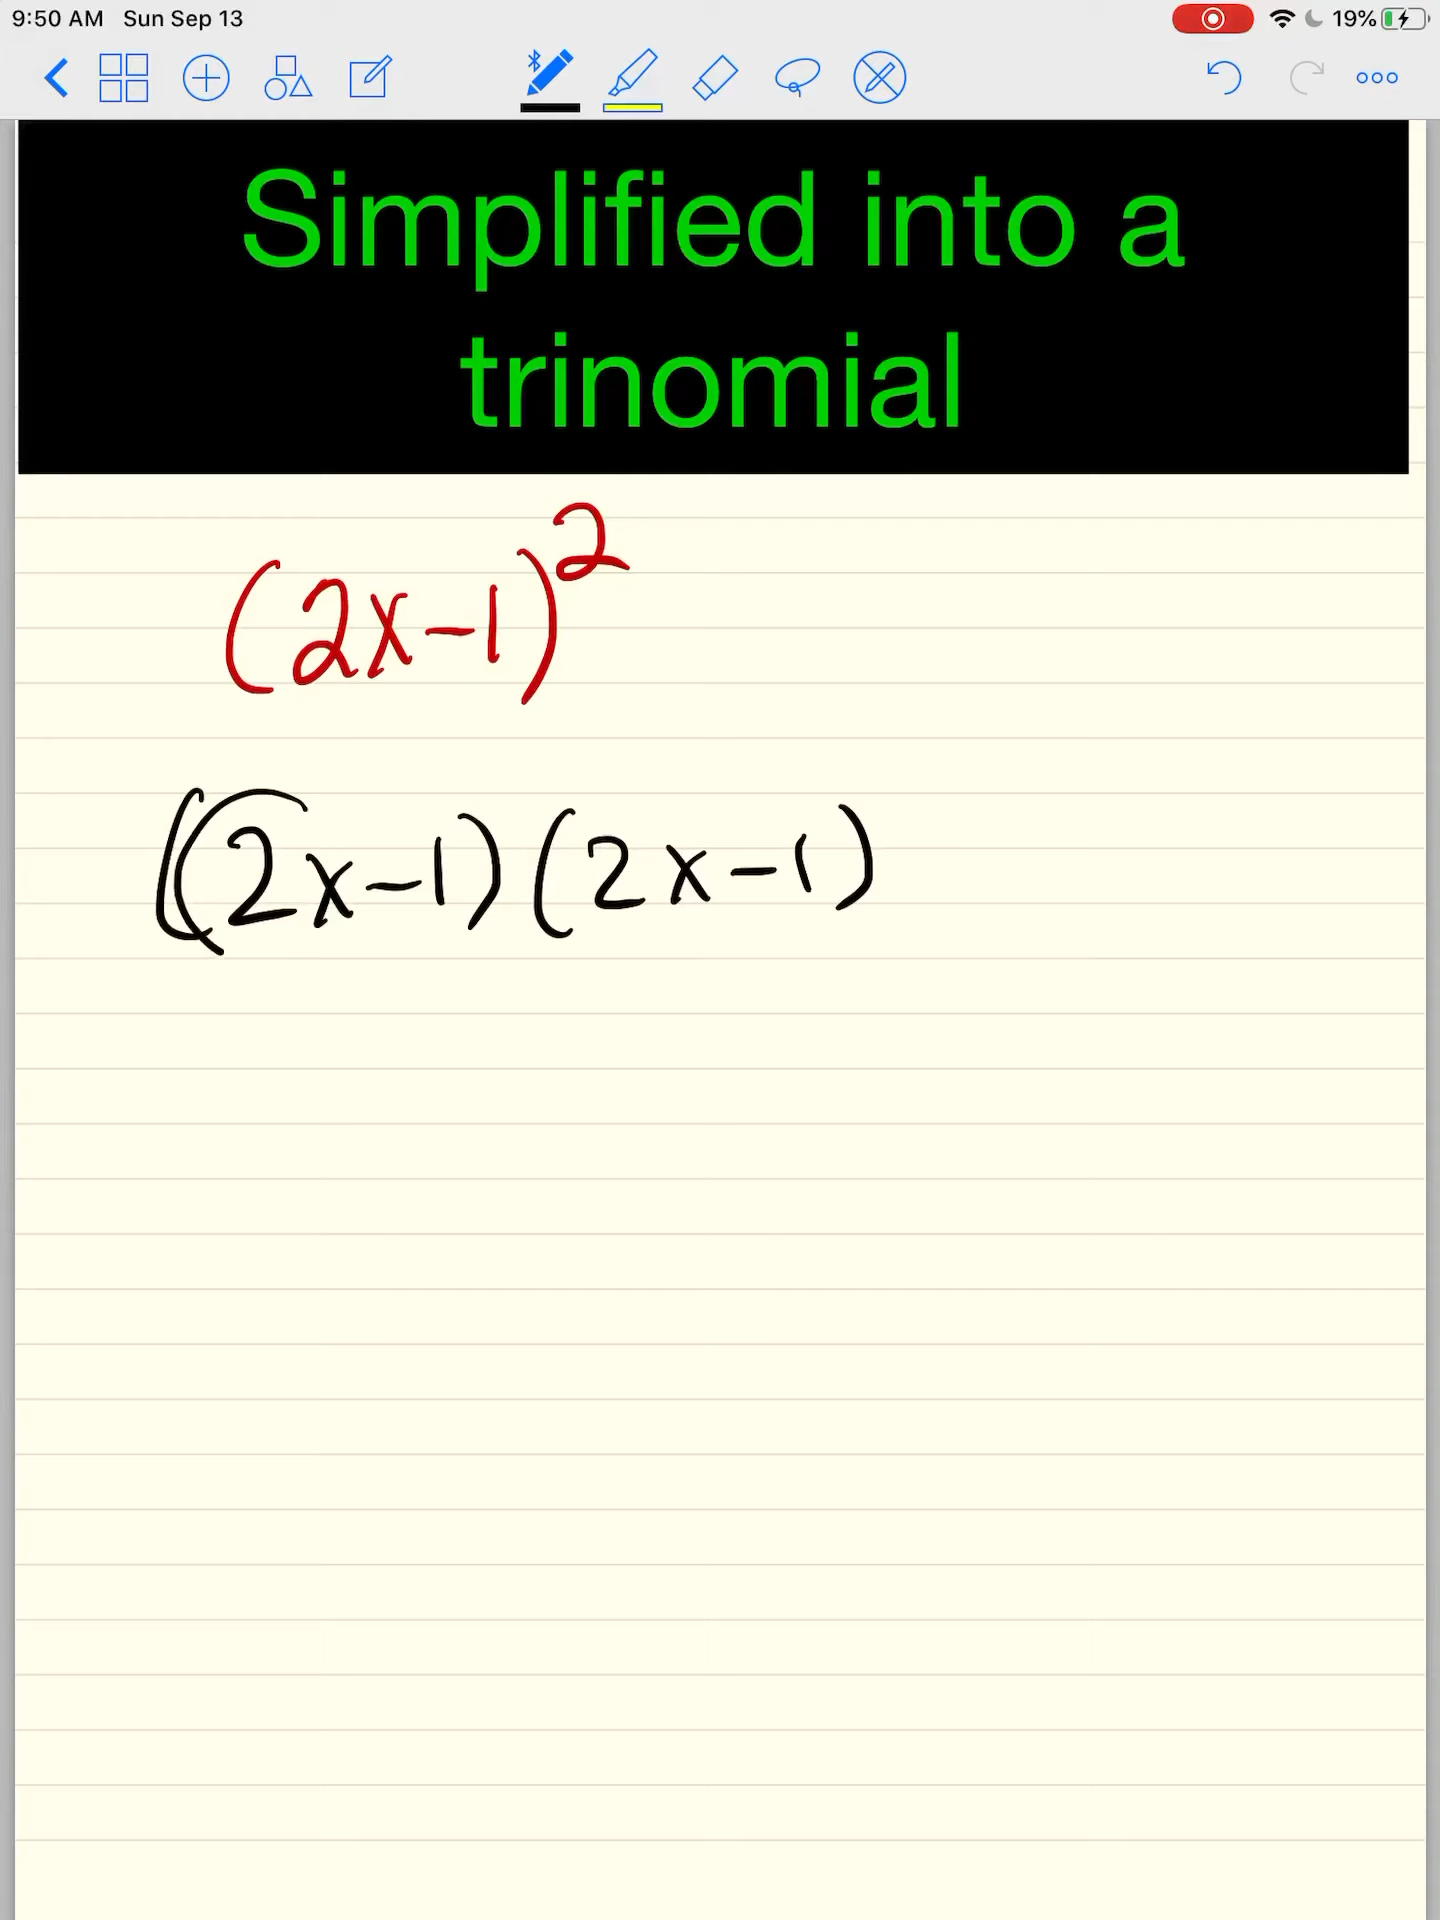 9:50 AM Sun Sep 13 19%
Simplified into a
trinomial
(2x-1)²
((2x-1)(2x-1)